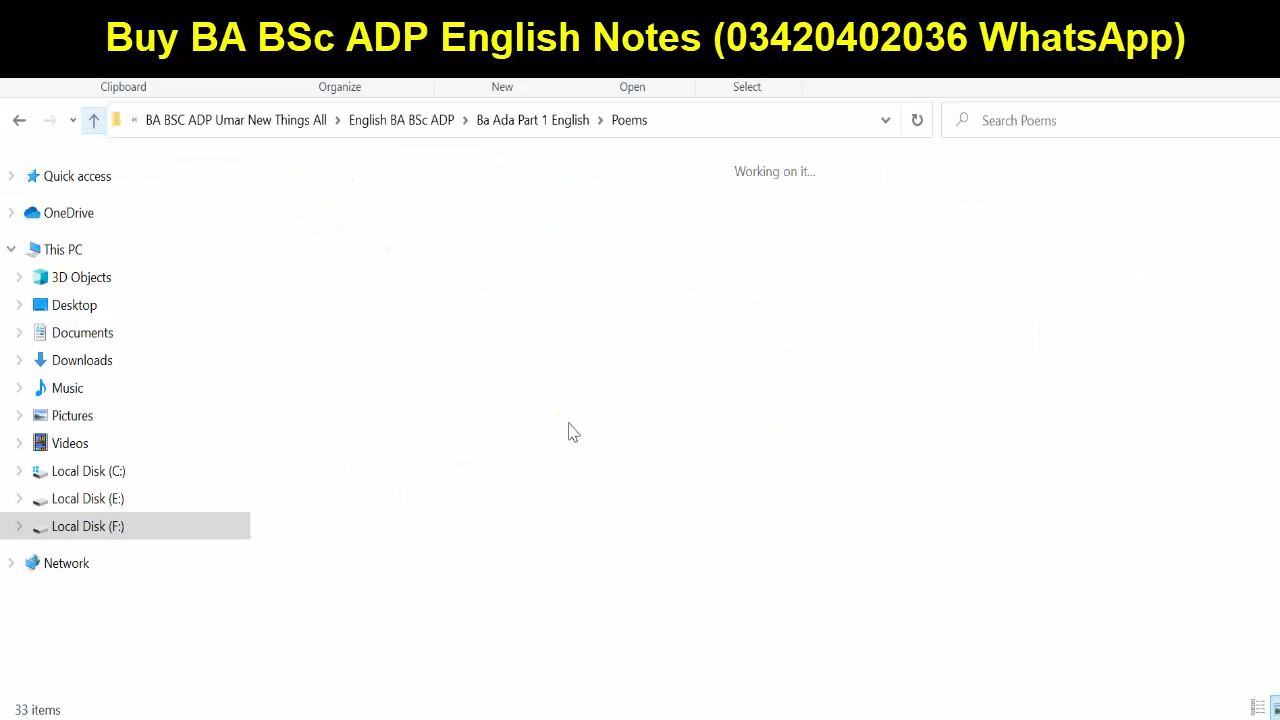 Buy BA BSc ADP English Notes (03420402036 WhatsApp)
Clipboard Organize New Open Select
« BA BSC ADP Umar New Things All > English BA BSc ADP > Ba Ada Part 1 English > Poems Search Poems
Working on it...
Quick access
OneDrive
This PC
3D Objects
Desktop
Documents
Downloads
Music
Pictures
Videos
Local Disk (C:)
Local Disk (E:)
Local Disk (F:)
Network
33 items